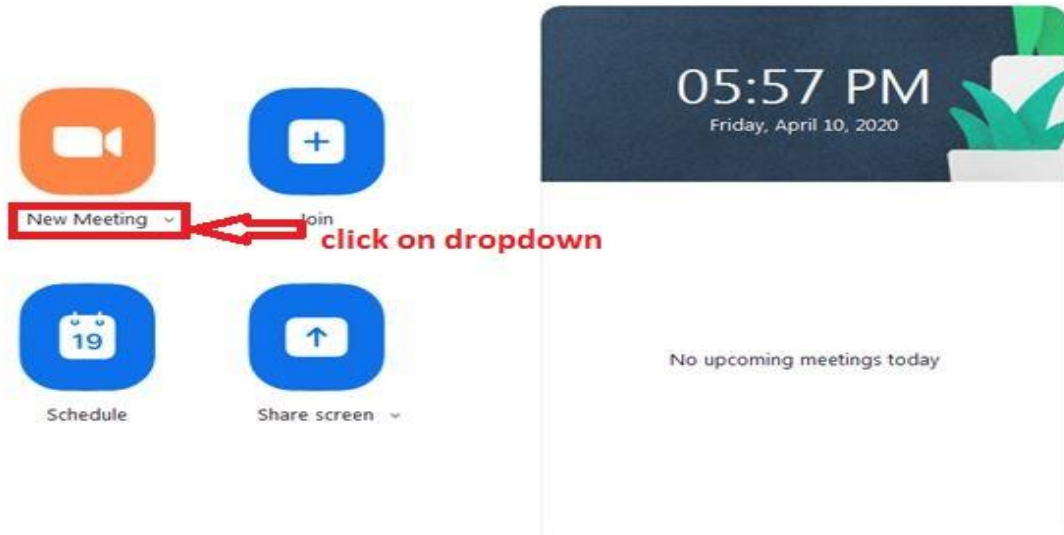 05:57 PM
Friday, April 10, 2020
New Meeting
Join
click on dropdown
19
Schedule
Share screen
No upcoming meetings today